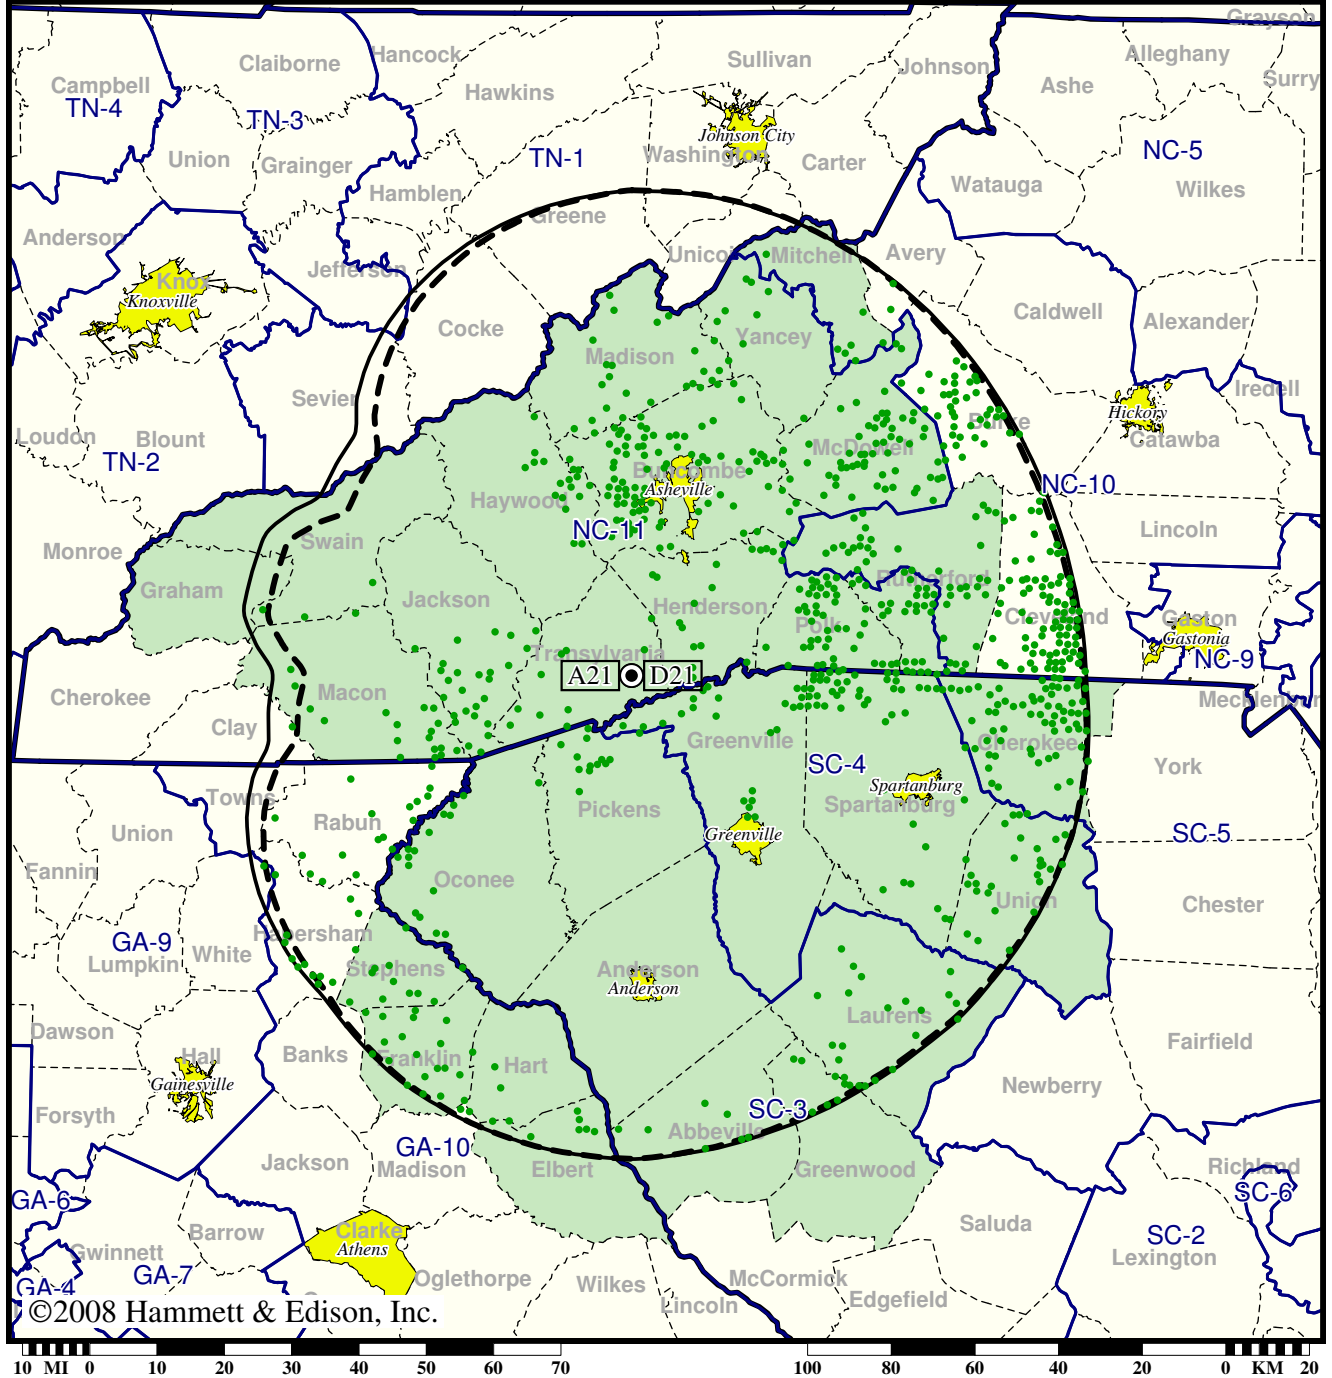 Grayson
Hancock
Claiborne
Sullivan
Alleghany
Johnson
Campbell
Ashe
Surry
Hawkins
TN-4
TN-3
Johnson City
Washington
TN-1
NC-5
Union
Grainger
Carter
Hamblen
Watauga
Wilkes
Greene
Anderson
Unicoi
Mitchell
Avery
Jefferson
Knox
Knoxville
Caldwell
Alexander
Cocke
Yancey
Madison
Sevier
Iredell
Hickory
Burke
Loudon
Blount
Catawba
McDowell
TN-2
Buncombe
Asheville
NC-10
Haywood
NC-11
Lincoln
Swain
Monroe
Rutherford
Graham
Jackson
Henderson
Cleveland
Gaston
Polk
Gastonia
Transylvania
NC-9
A21
D21
Cherokee
Macon
Mecklenbur
Clay
Greenville
Cherokee
SC-4
York
Spartanburg
Towns
Spartanburg
Pickens
Rabun
Union
Greenville
SC-5
Fannin
Oconee
Union
Chester
Habersham
GA-9
White
Lumpkin
Stephens
Anderson
Anderson
Laurens
Dawson
Fairfield
Hall
Banks
Franklin
Hart
Gainesville
Newberry
Forsyth
SC-3
Abbeville
GA-10
Jackson
Madison
Elbert
Greenwood
Richland
GA-6
SC-6
Barrow
Clarke
Saluda
SC-2
Gwinnett
Athens
Lexington
GA-7
Oglethorpe
Wilkes
McCormick
GA-4
Edgefield
Lincoln
©2008 Hammett & Edison, Inc.
10 MI 0 10 20 30 40 50 60 70 100 80 60 40 20 0 KM 20